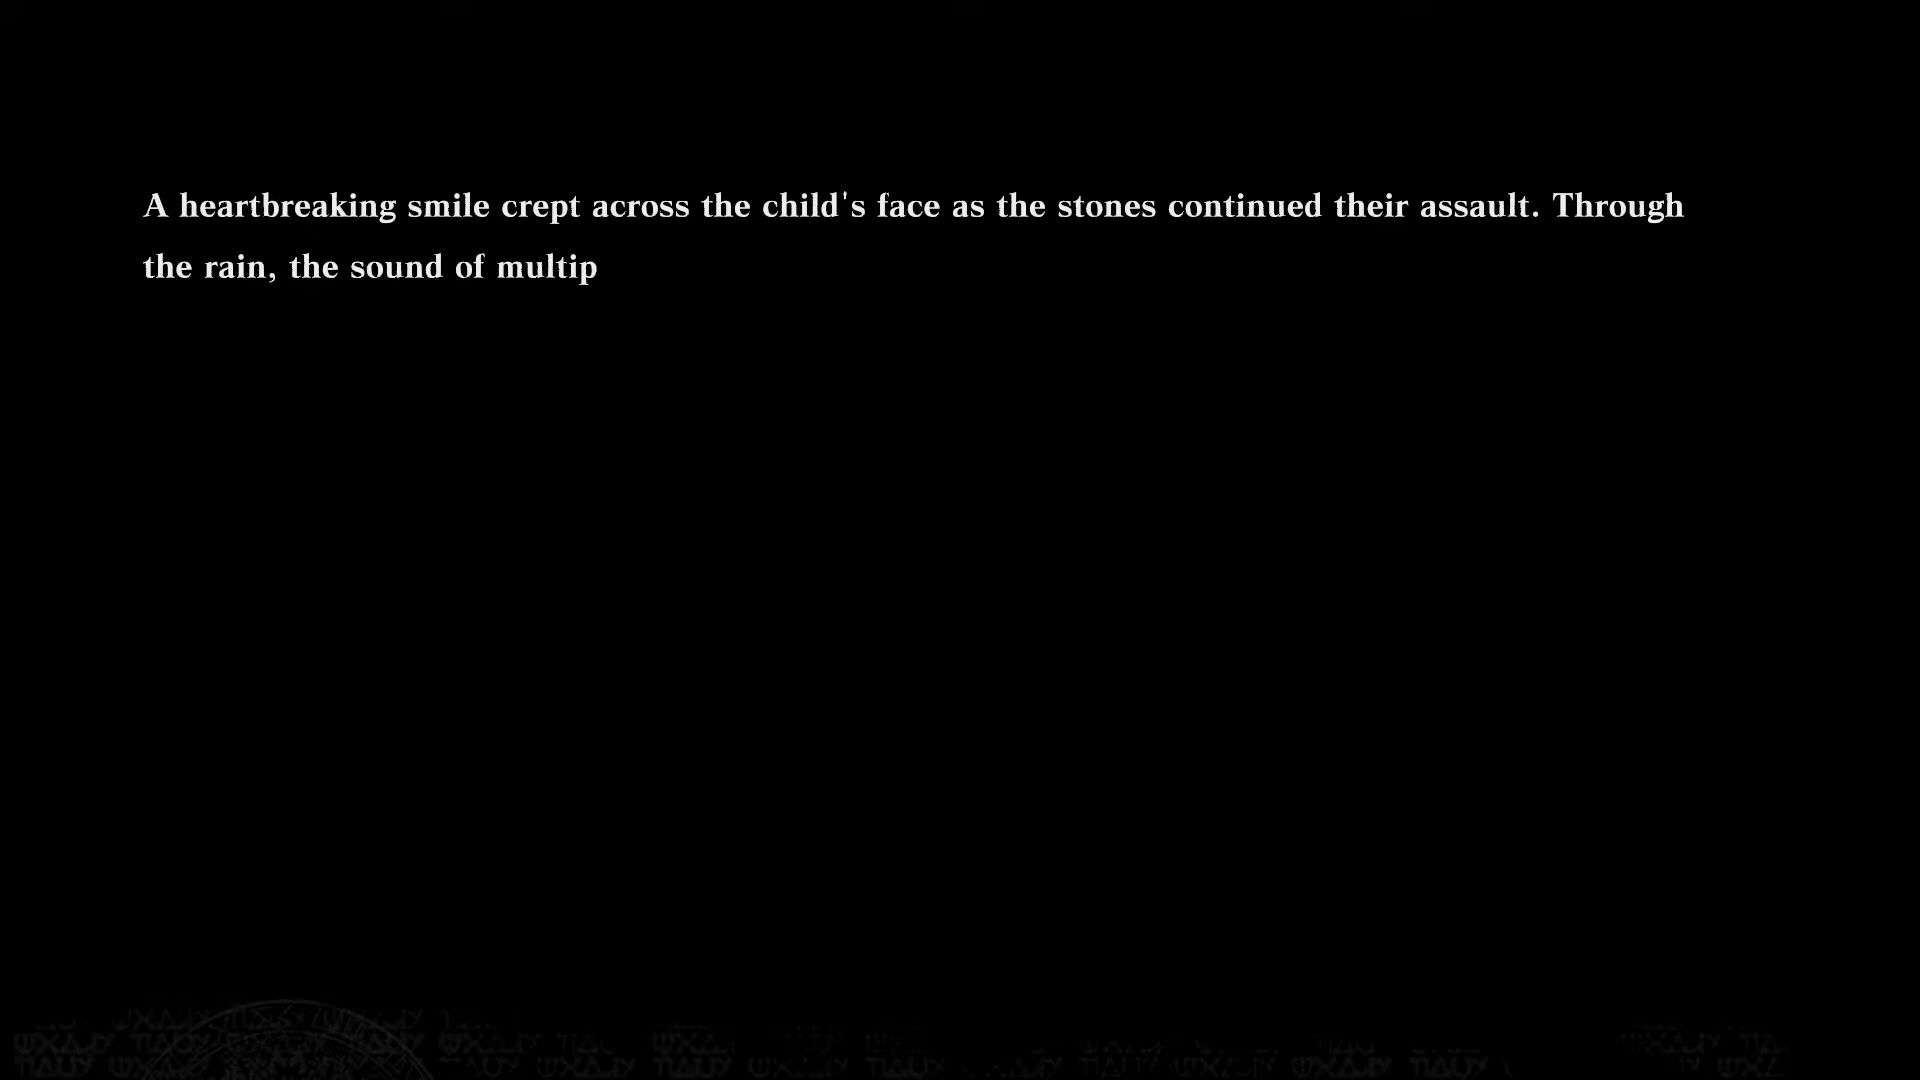 A heartbreaking smile crept across the child's face as the stones continued their assault. Through
the rain, the sound of multip